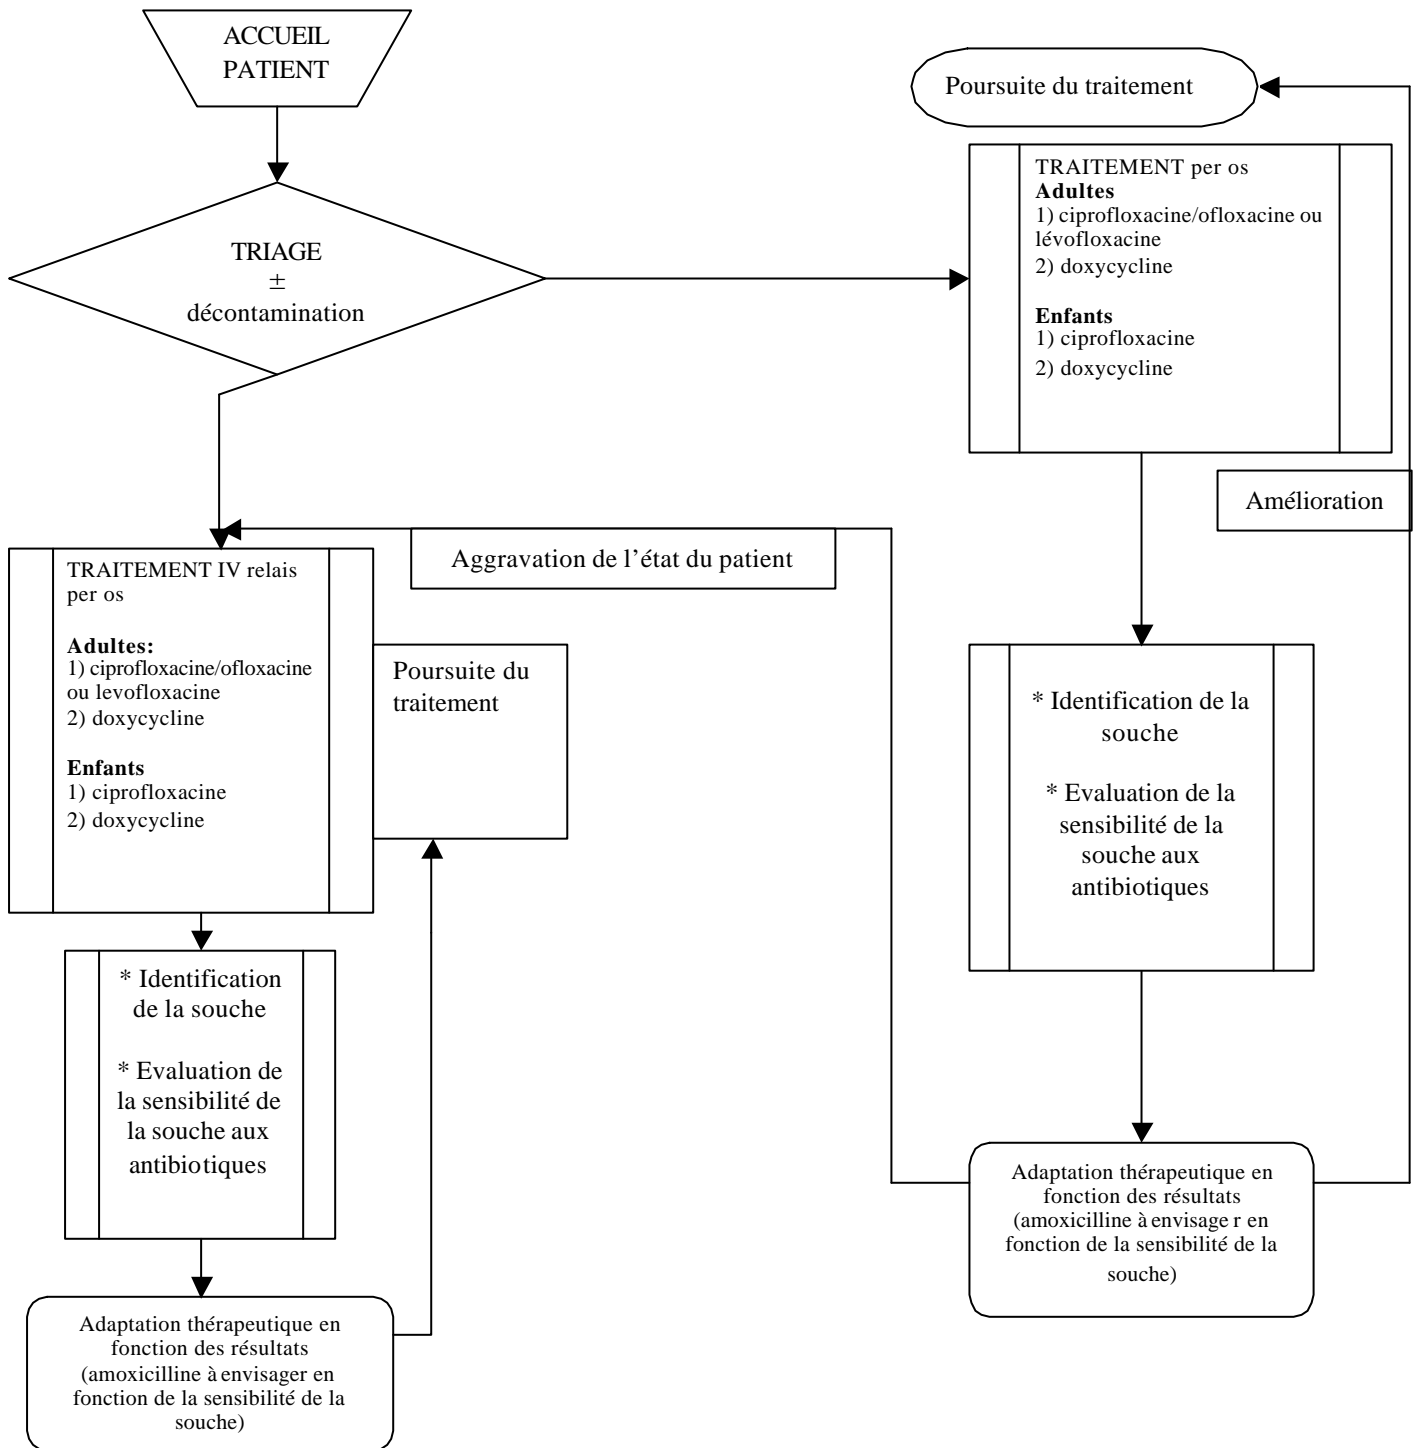 ACCUEIL
PATIENT
Poursuite du traitement
TRIAGE
±
décontamination
TRAITEMENT per os
Adultes
1) ciprofloxacine/ofloxacine ou
lévofloxacine
2) doxycycline
Enfants
1) ciprofloxacine
2) doxycycline
Amélioration
Aggravation de l’état du patient
TRAITEMENT IV relais
per os
Adultes:
1) ciprofloxacine/ofloxacine
ou levofloxacine
2) doxycycline
Enfants
1) ciprofloxacine
2) doxycycline
Poursuite du
traitement
* Identification de la
souche
* Evaluation de la
sensibilité de la
souche aux
antibiotiques
* Identification
de la souche
* Evaluation de
la sensibilité de
la souche aux
antibiotiques
Adaptation thérapeutique en
fonction des résultats
(amoxicilline à envisage r en
fonction de la sensibilité de la
souche)
Adaptation thérapeutique en
fonction des résultats
(amoxicilline à envisager en
fonction de la sensibilité de la
souche)